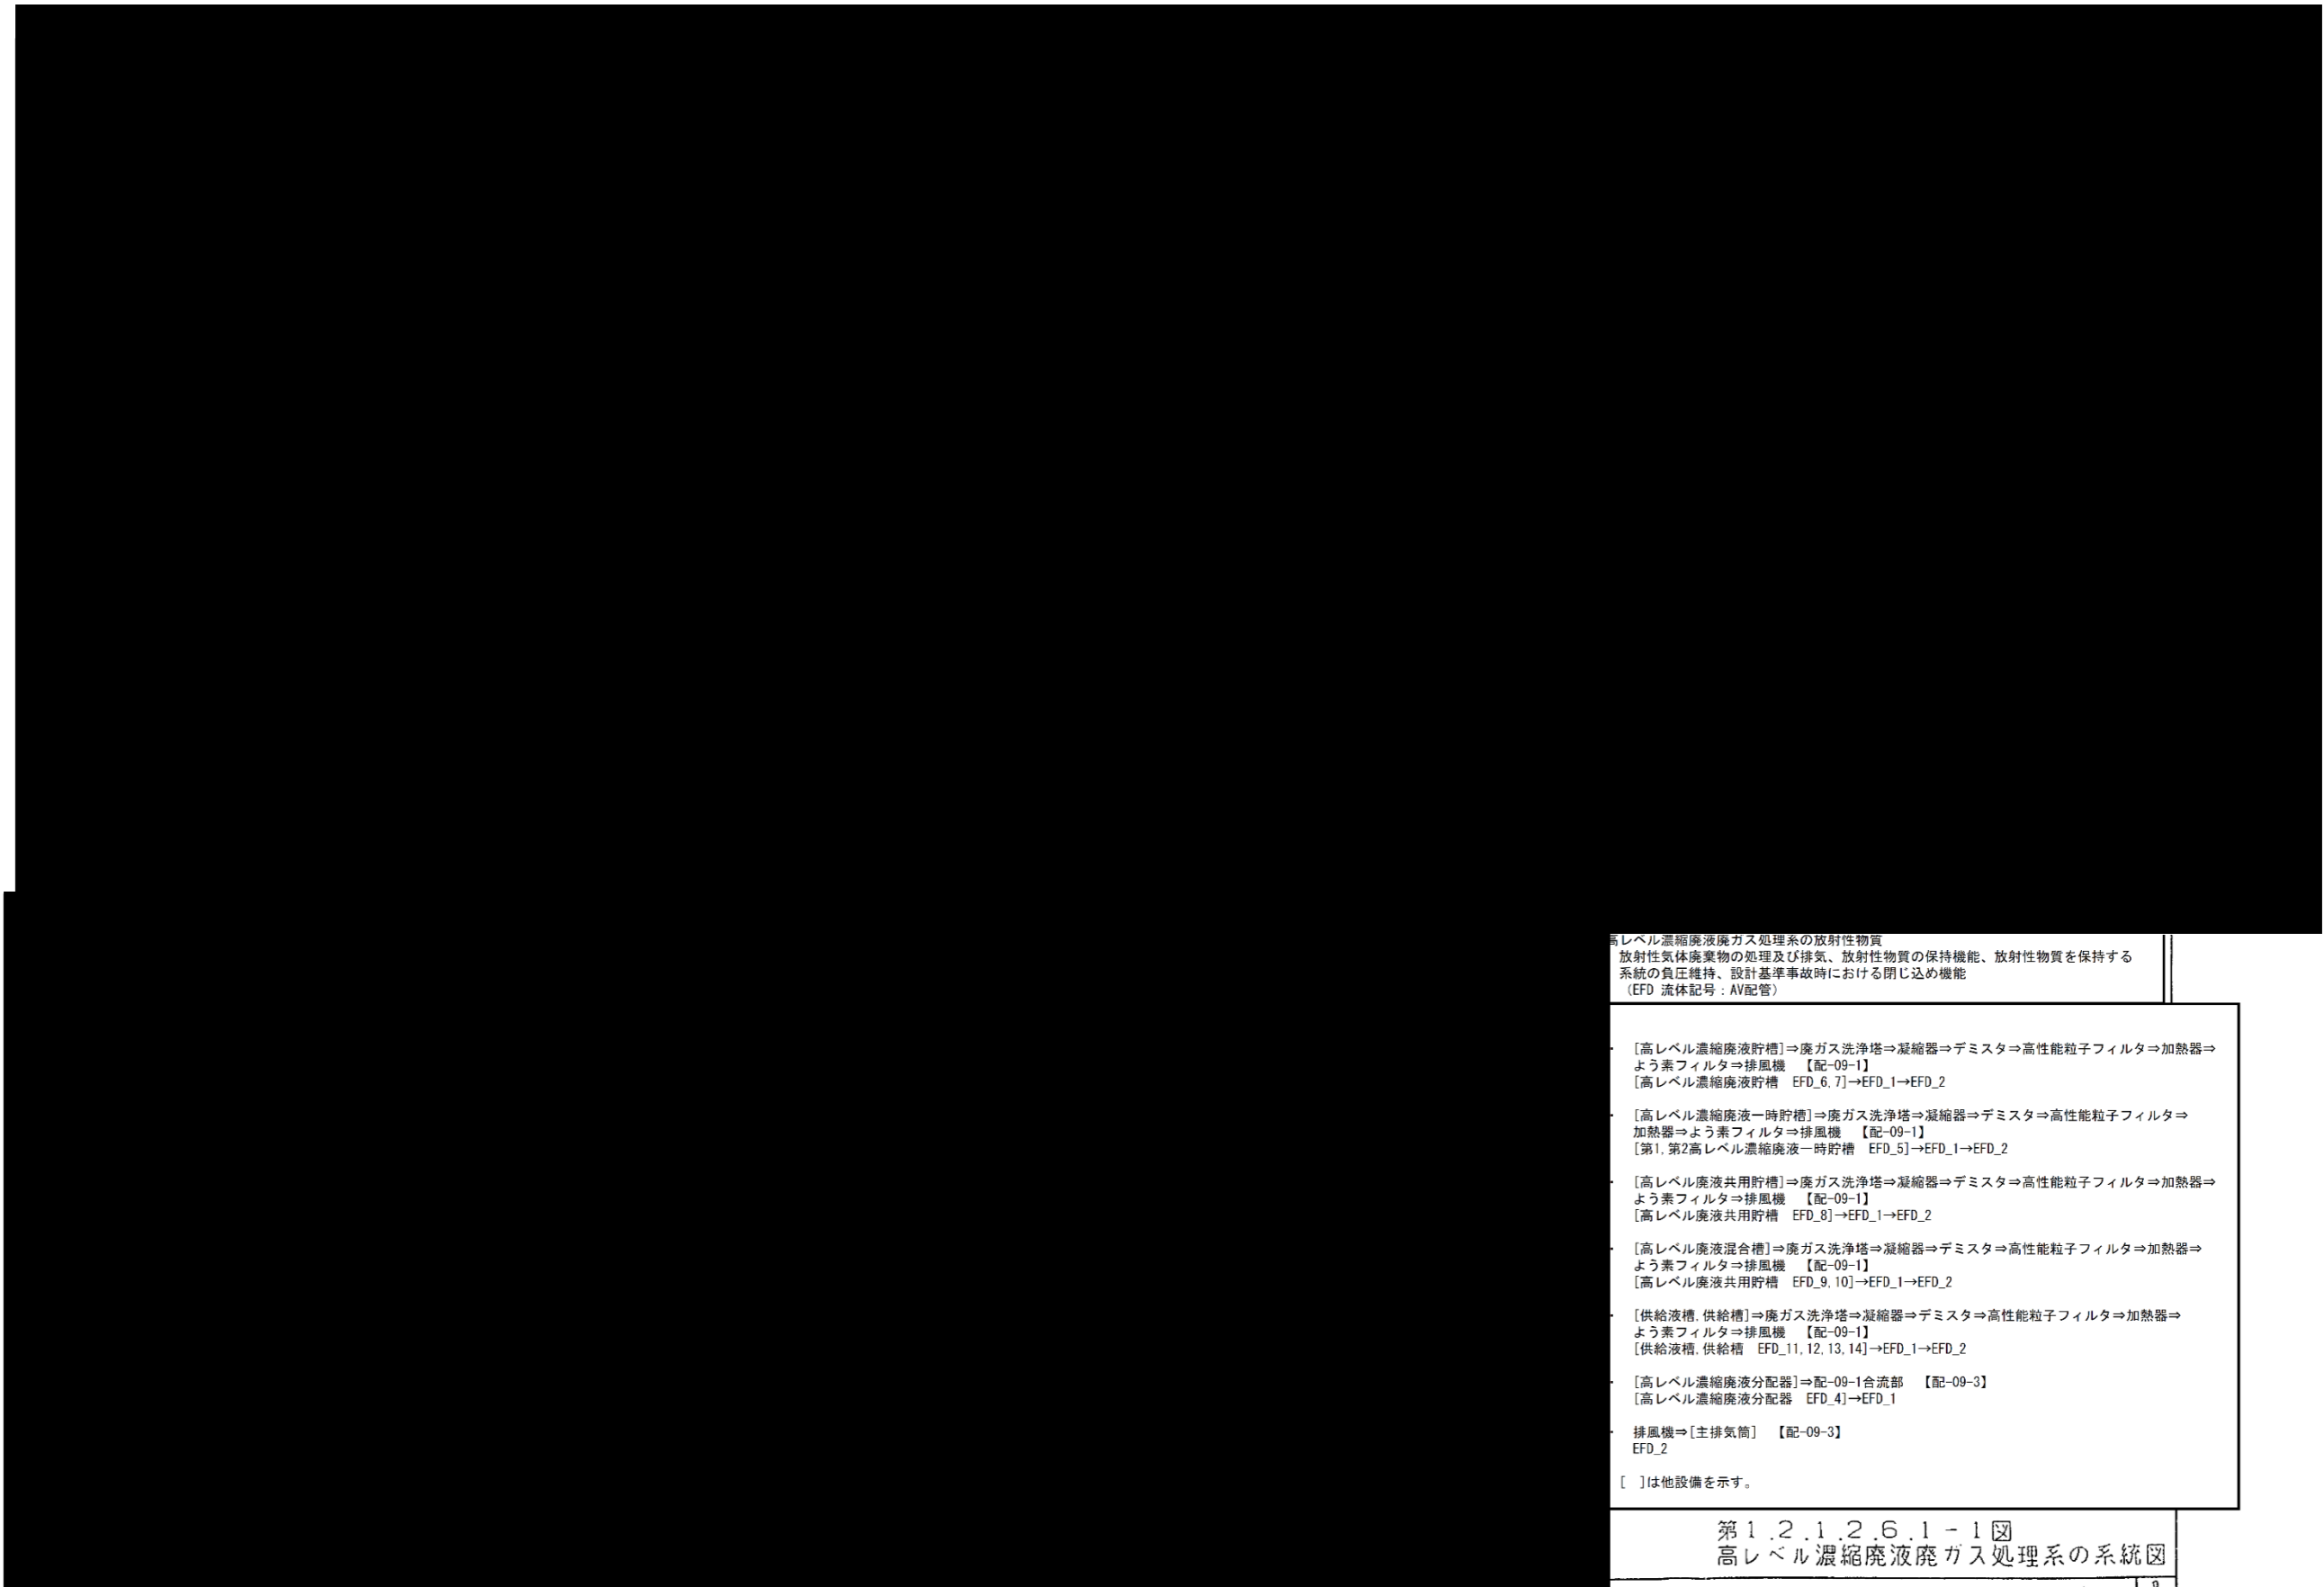 高レベル濃縮廃液廃ガス処理系の放射性物質
放射性気体廃棄物の処理及び排気、放射性物質の保持機能、放射性物質を保持する
系統の負圧維持、設計基準事故時における閉じ込め機能
（EFD 流体記号：AV配管）
・ [高レベル濃縮廃液貯槽]⇒廃ガス洗浄塔⇒凝縮器⇒デミスタ⇒高性能粒子フィルタ⇒加熱器⇒
よう素フィルタ⇒排風機 【配-09-1】
[高レベル濃縮廃液貯槽 EFD_6,7]→EFD_1→EFD_2
・ [高レベル濃縮廃液一時貯槽]⇒廃ガス洗浄塔⇒凝縮器⇒デミスタ⇒高性能粒子フィルタ⇒
加熱器⇒よう素フィルタ⇒排風機 【配-09-1】
[第1,第2高レベル濃縮廃液一時貯槽 EFD_5]→EFD_1→EFD_2
・ [高レベル廃液共用貯槽]⇒廃ガス洗浄塔⇒凝縮器⇒デミスタ⇒高性能粒子フィルタ⇒加熱器⇒
よう素フィルタ⇒排風機 【配-09-1】
[高レベル廃液共用貯槽 EFD_8]→EFD_1→EFD_2
・ [高レベル廃液混合槽]⇒廃ガス洗浄塔⇒凝縮器⇒デミスタ⇒高性能粒子フィルタ⇒加熱器⇒
よう素フィルタ⇒排風機 【配-09-1】
[高レベル廃液共用貯槽 EFD_9,10]→EFD_1→EFD_2
・ [供給液槽,供給槽]⇒廃ガス洗浄塔⇒凝縮器⇒デミスタ⇒高性能粒子フィルタ⇒加熱器⇒
よう素フィルタ⇒排風機 【配-09-1】
[供給液槽,供給槽 EFD_11,12,13,14]→EFD_1→EFD_2
・ [高レベル濃縮廃液分配器]⇒配-09-1合流部 【配-09-3】
[高レベル濃縮廃液分配器 EFD_4]→EFD_1
・ 排風機⇒[主排気筒] 【配-09-3】
EFD_2
[ ]は他設備を示す。
第1.2.1.2.6.1-1図
高レベル濃縮廃液廃ガス処理系の系統図